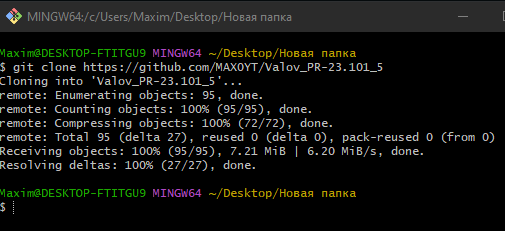 MINGW64:/c/Users/Maxim/Desktop/Новая папка
Maxim@DESKTOP-FTITGU9 MINGW64 ~/Desktop/Новая папка
$ git clone https://github.com/MAXOYT/Valov_PR-23.101_5
Cloning into 'Valov_PR-23.101_5'...
remote: Enumerating objects: 95, done.
remote: Counting objects: 100% (95/95), done.
remote: Compressing objects: 100% (72/72), done.
remote: Total 95 (delta 27), reused 0 (delta 0), pack-reused 0 (from 0)
Receiving objects: 100% (95/95), 7.21 MiB | 6.20 MiB/s, done.
Resolving deltas: 100% (27/27), done.
Maxim@DESKTOP-FTITGU9 MINGW64 ~/Desktop/Новая папка
$